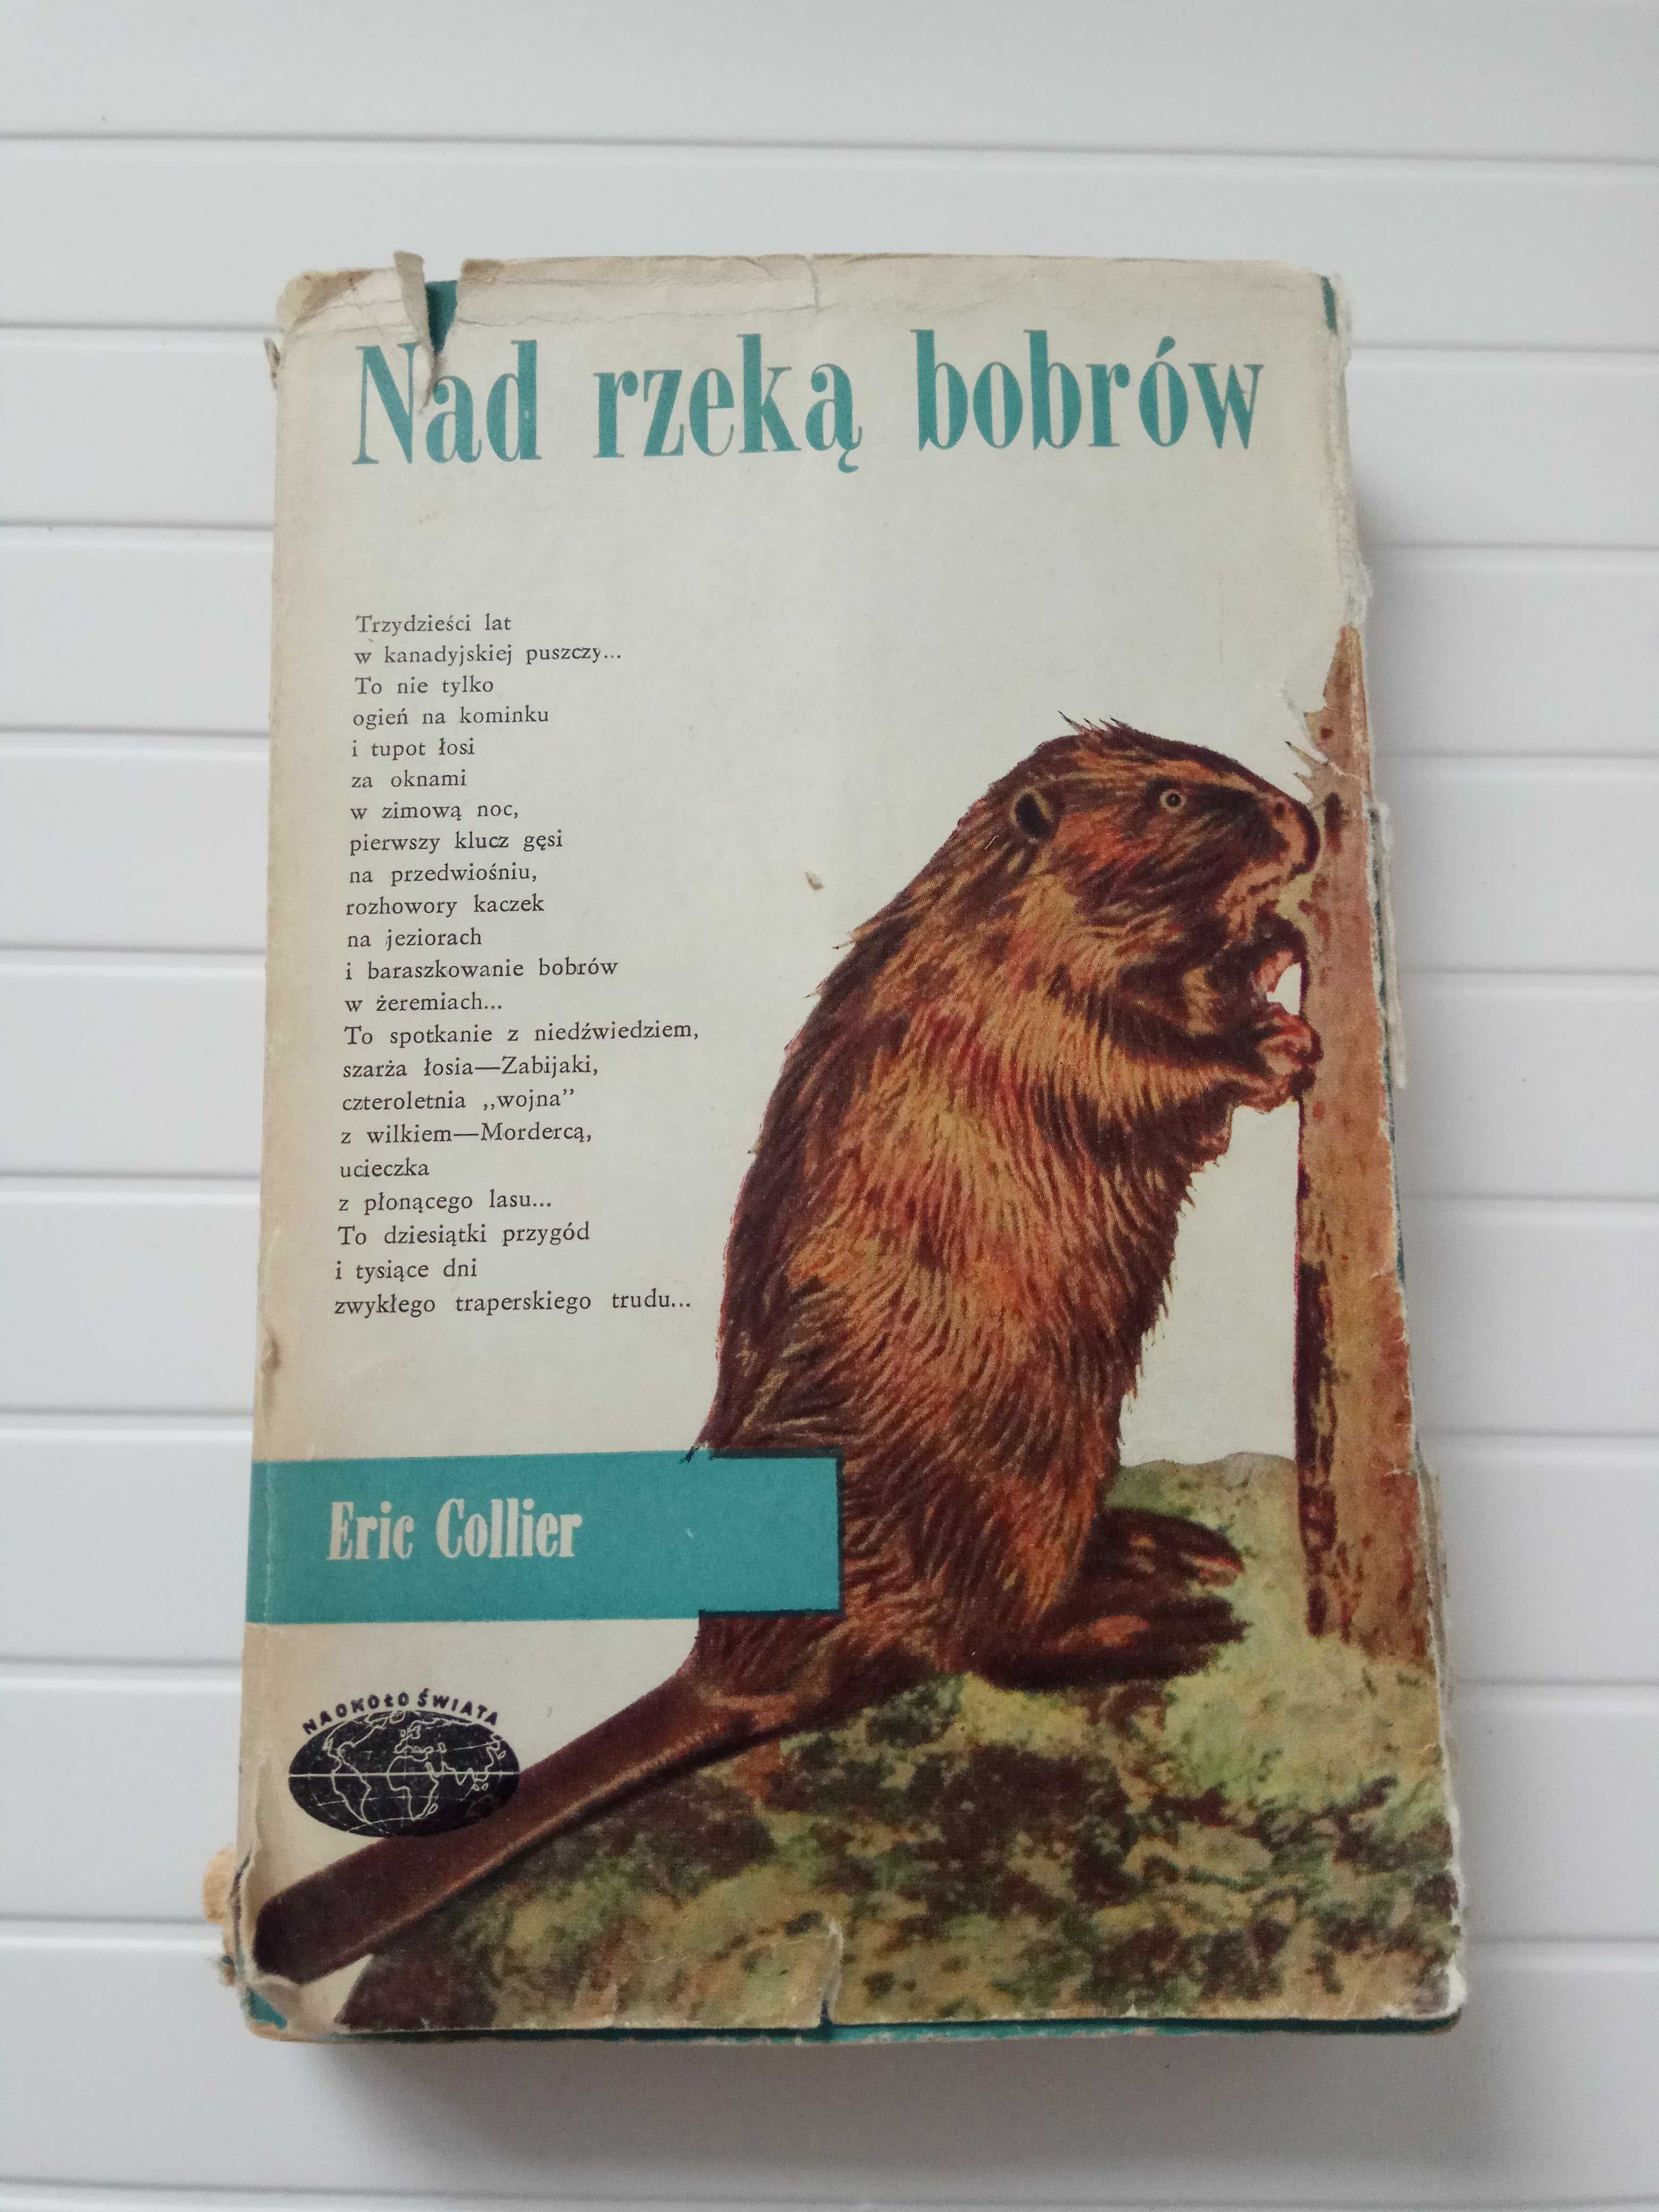 Nad rzeką bobrów
Trzydzieści lat
w kanadyjskiej puszczy...
To nie tylko
ogień na kominku
i tupot łosi
za oknami
w zimową noc,
pierwszy klucz gęsi
na przedwiośniu,
rozhowory kaczek
na jeziorach
i baraszkowanie bobrów
w żeremiach...
To spotkanie z niedźwiedziem,
szarża łosia—Zabijaki,
czteroletnia „wojna”
z wilkiem—Mordercą,
ucieczka
z płonącego lasu...
To dziesiątki przygód
i tysiące dni
zwykłego traperskiego trudu...
Eric Collier
NAOKOŁO ŚWIATA